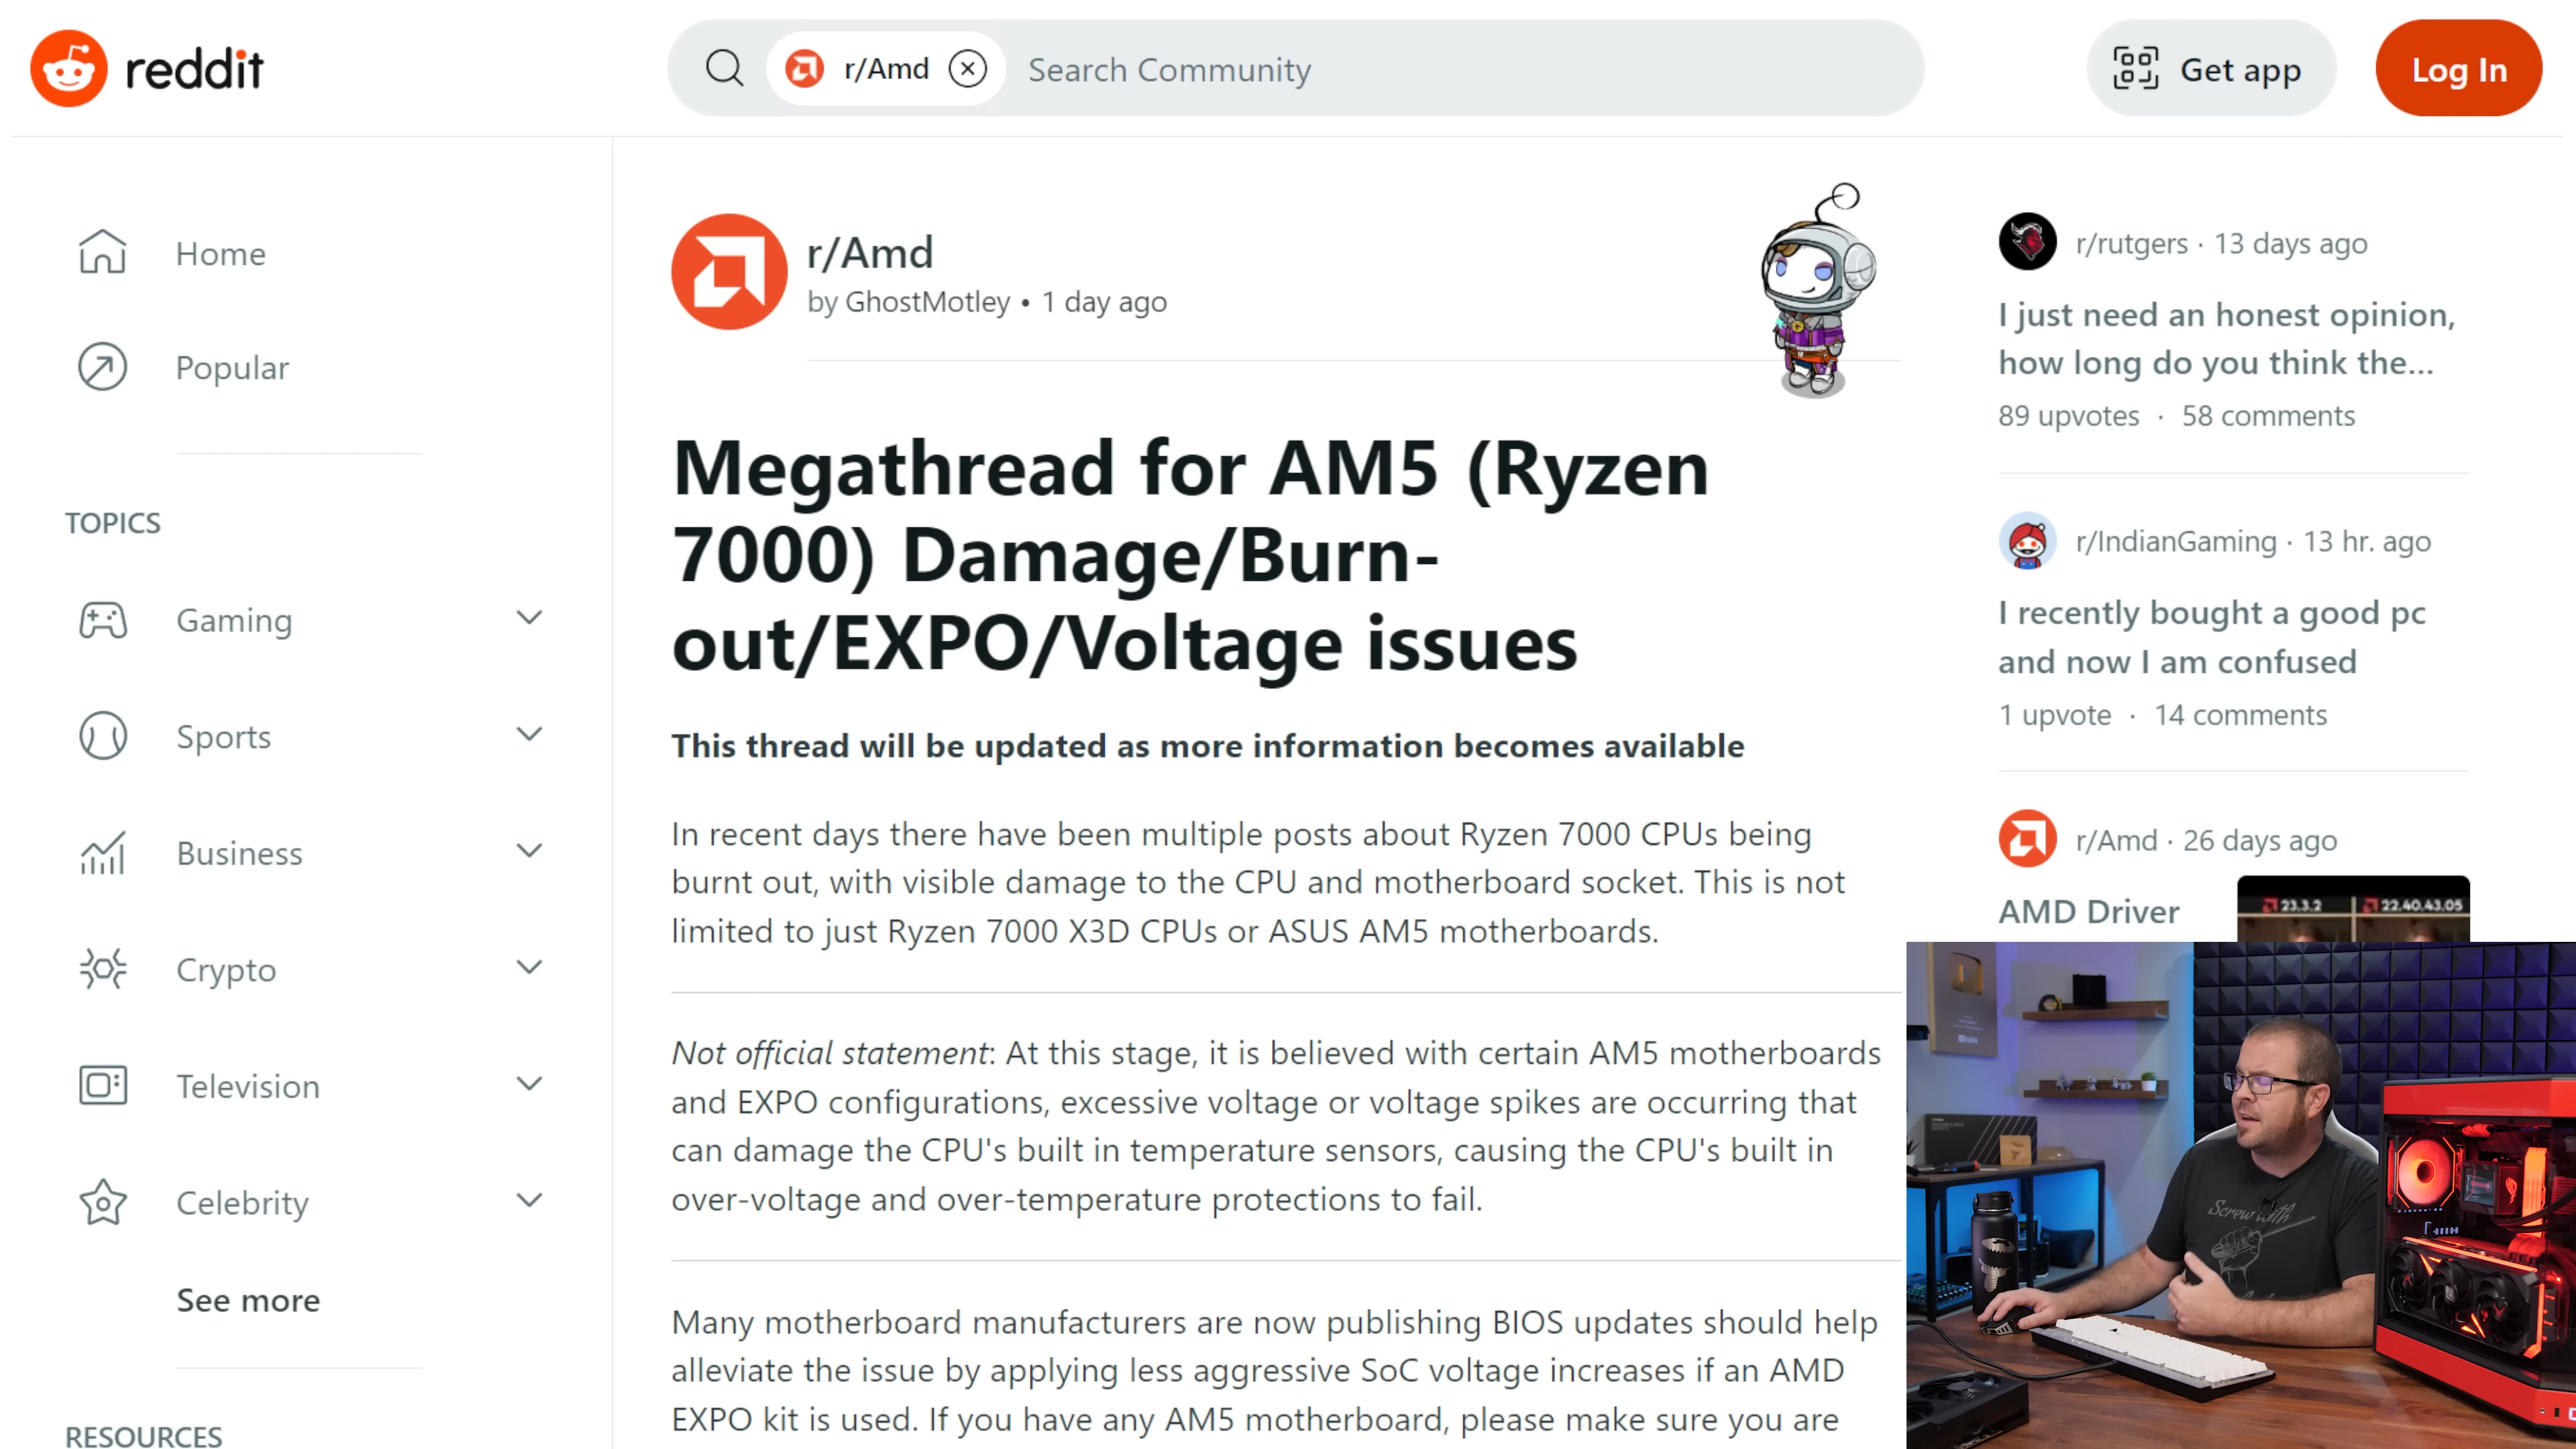 reddit
r/Amd
Search Community
Get app
Log In
Home
Popular
TOPICS
Gaming
Sports
Business
Crypto
Television
Celebrity
See more
RESOURCES
r/Amd
by GhostMotley • 1 day ago
Megathread for AM5 (Ryzen
7000) Damage/Burn-
out/EXPO/Voltage issues
This thread will be updated as more information becomes available
In recent days there have been multiple posts about Ryzen 7000 CPUs being
burnt out, with visible damage to the CPU and motherboard socket. This is not
limited to just Ryzen 7000 X3D CPUs or ASUS AM5 motherboards.
Not official statement: At this stage, it is believed with certain AM5 motherboards
and EXPO configurations, excessive voltage or voltage spikes are occurring that
can damage the CPU's built in temperature sensors, causing the CPU's built in
over-voltage and over-temperature protections to fail.
Many motherboard manufacturers are now publishing BIOS updates should help
alleviate the issue by applying less aggressive SoC voltage increases if an AMD
EXPO kit is used. If you have any AM5 motherboard, please make sure you are
r/rutgers · 13 days ago
I just need an honest opinion,
how long do you think the...
89 upvotes · 58 comments
r/IndianGaming · 13 hr. ago
I recently bought a good pc
and now I am confused
1 upvote · 14 comments
r/Amd · 26 days ago
AMD Driver
23.3.2
22.40.43.05
Screw with